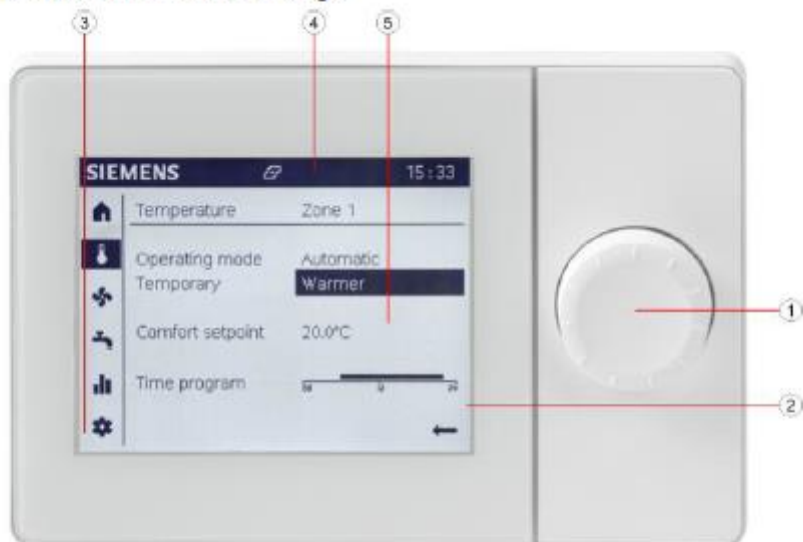 3 4 5
SIEMENS 15:33
Temperature Zone 1
Operating mode Automatic
Temporary Warmer
Comfort setpoint 20.0°C
Time program
1
2